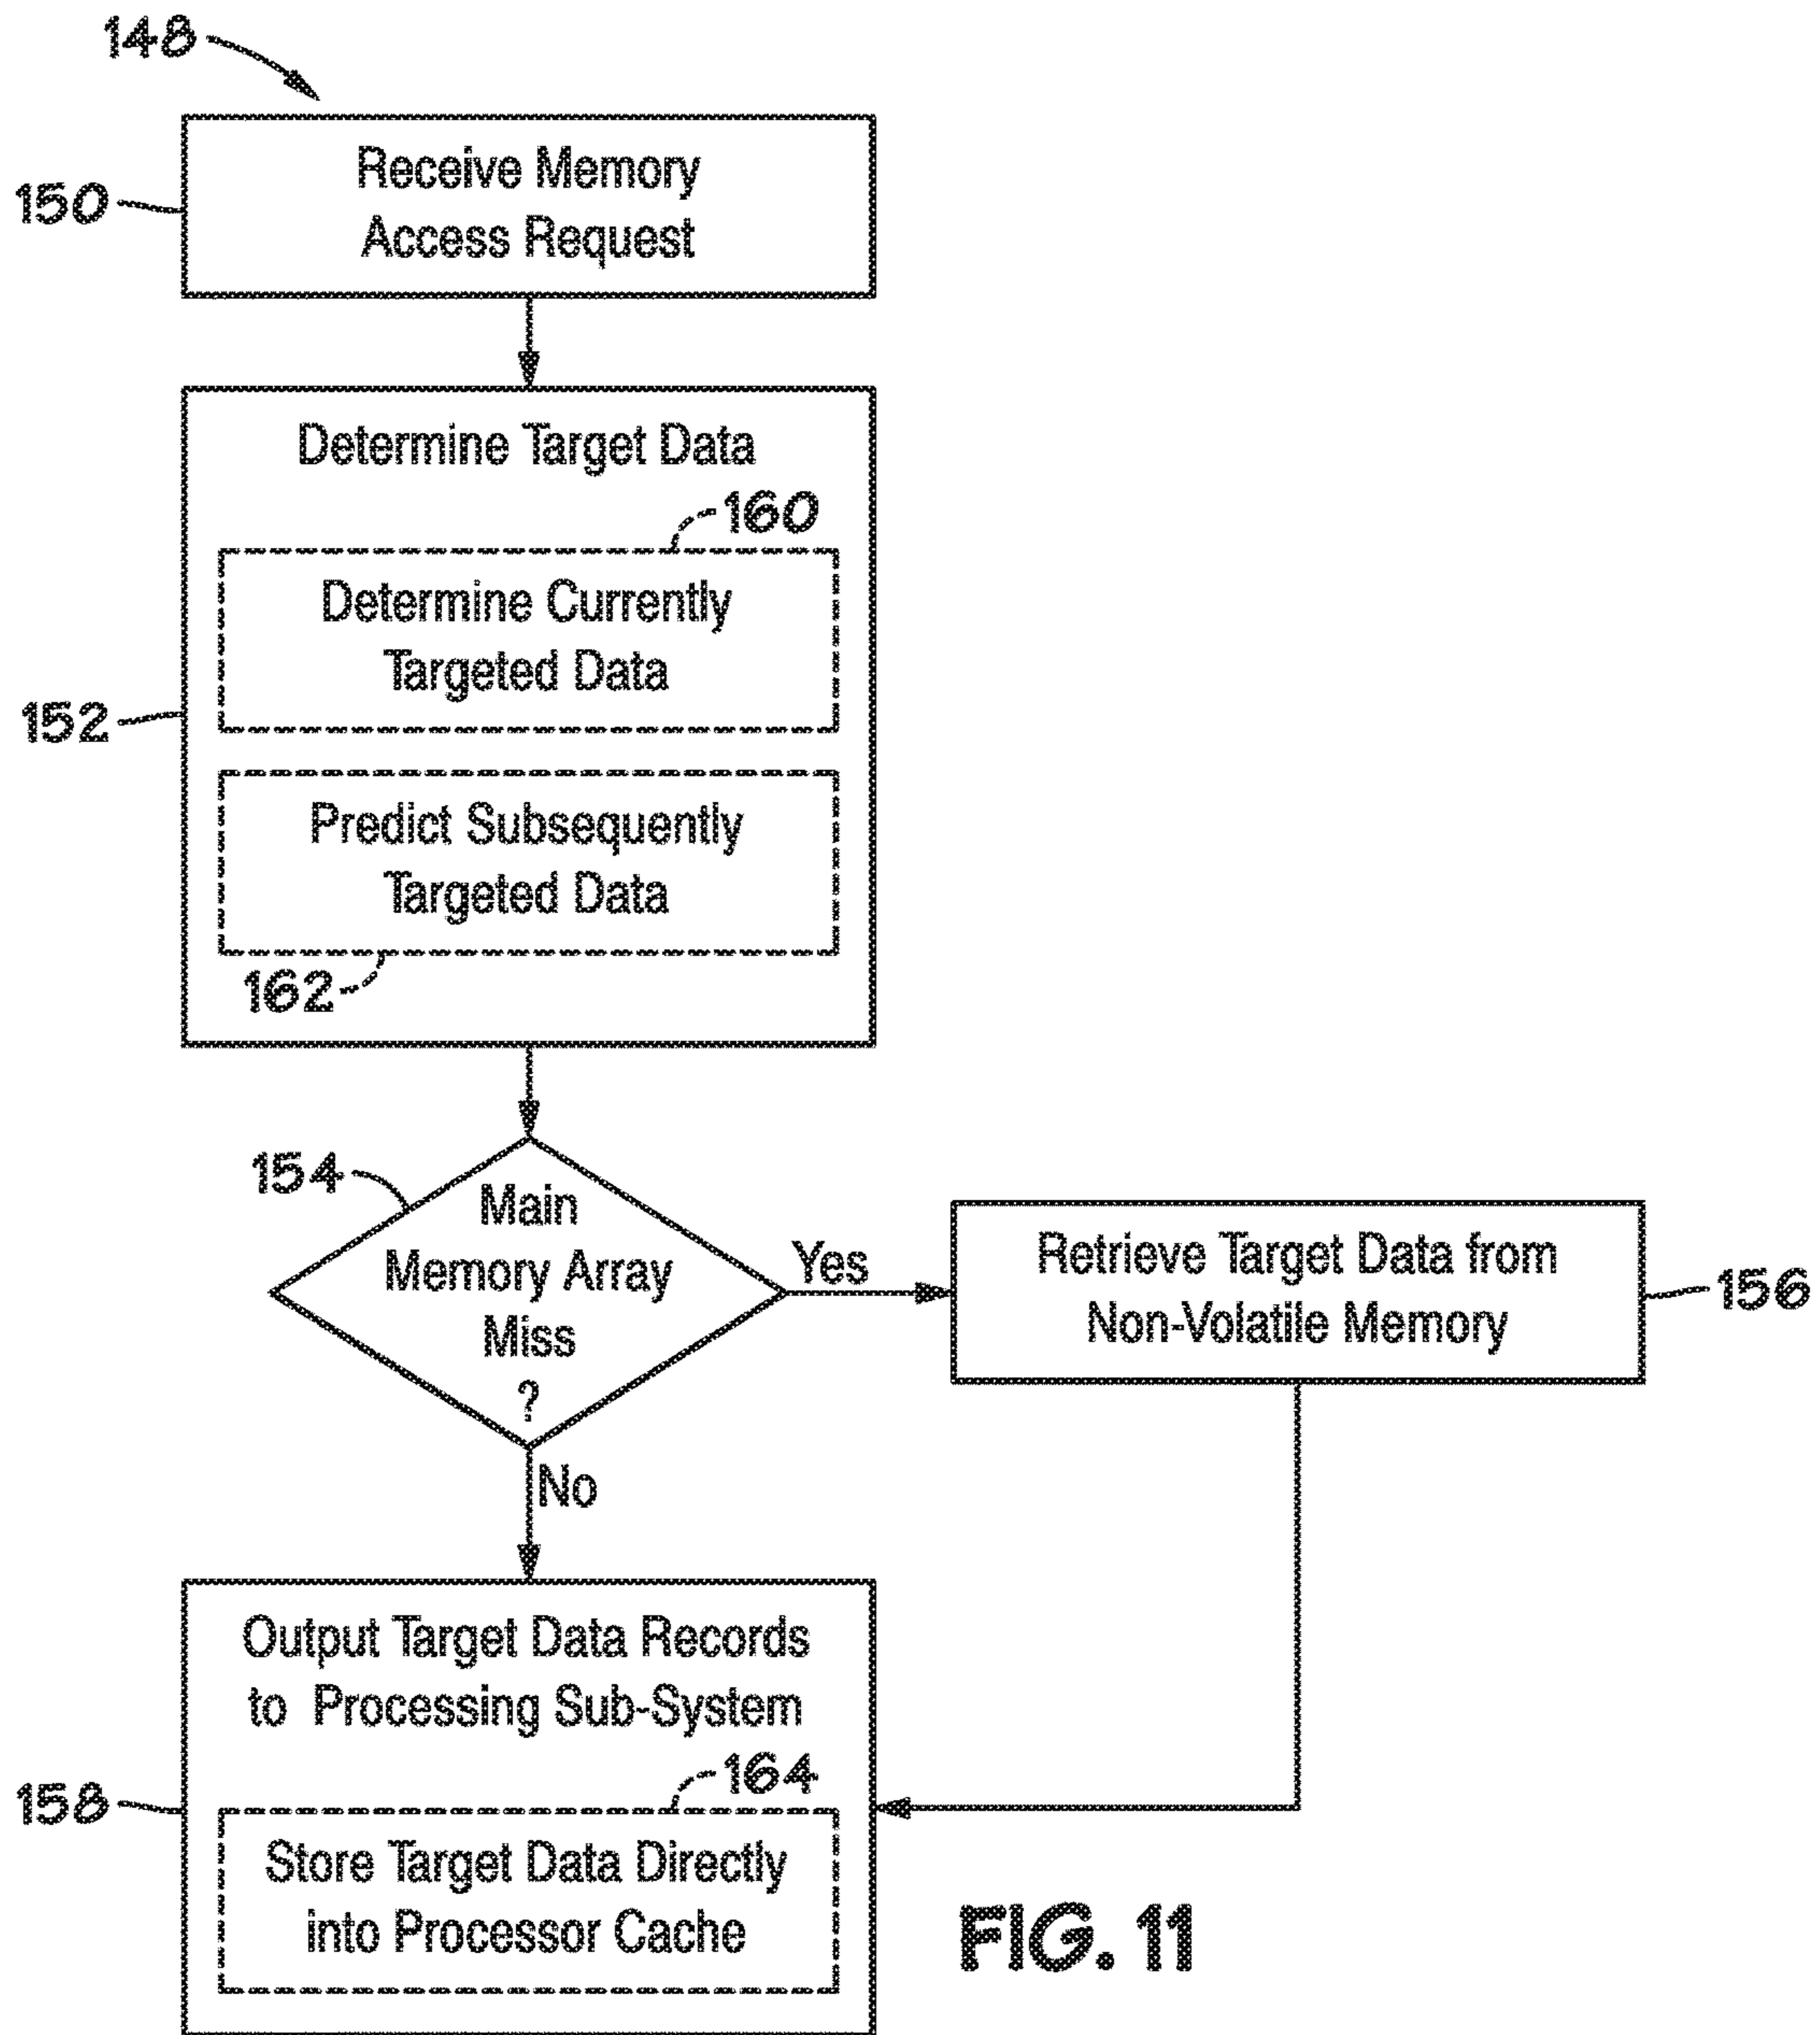 148
150
Receive Memory
Access Request
Determine Target Data
160
Determine Currently
Targeted Data
152
Predict Subsequently
Targeted Data
162
154
Main
Memory Array
Miss
?
Yes
Retrieve Target Data from
Non-Volatile Memory
156
No
Output Target Data Records
to Processing Sub-System
164
158
Store Target Data Directly
into Processor Cache
FIG. 11